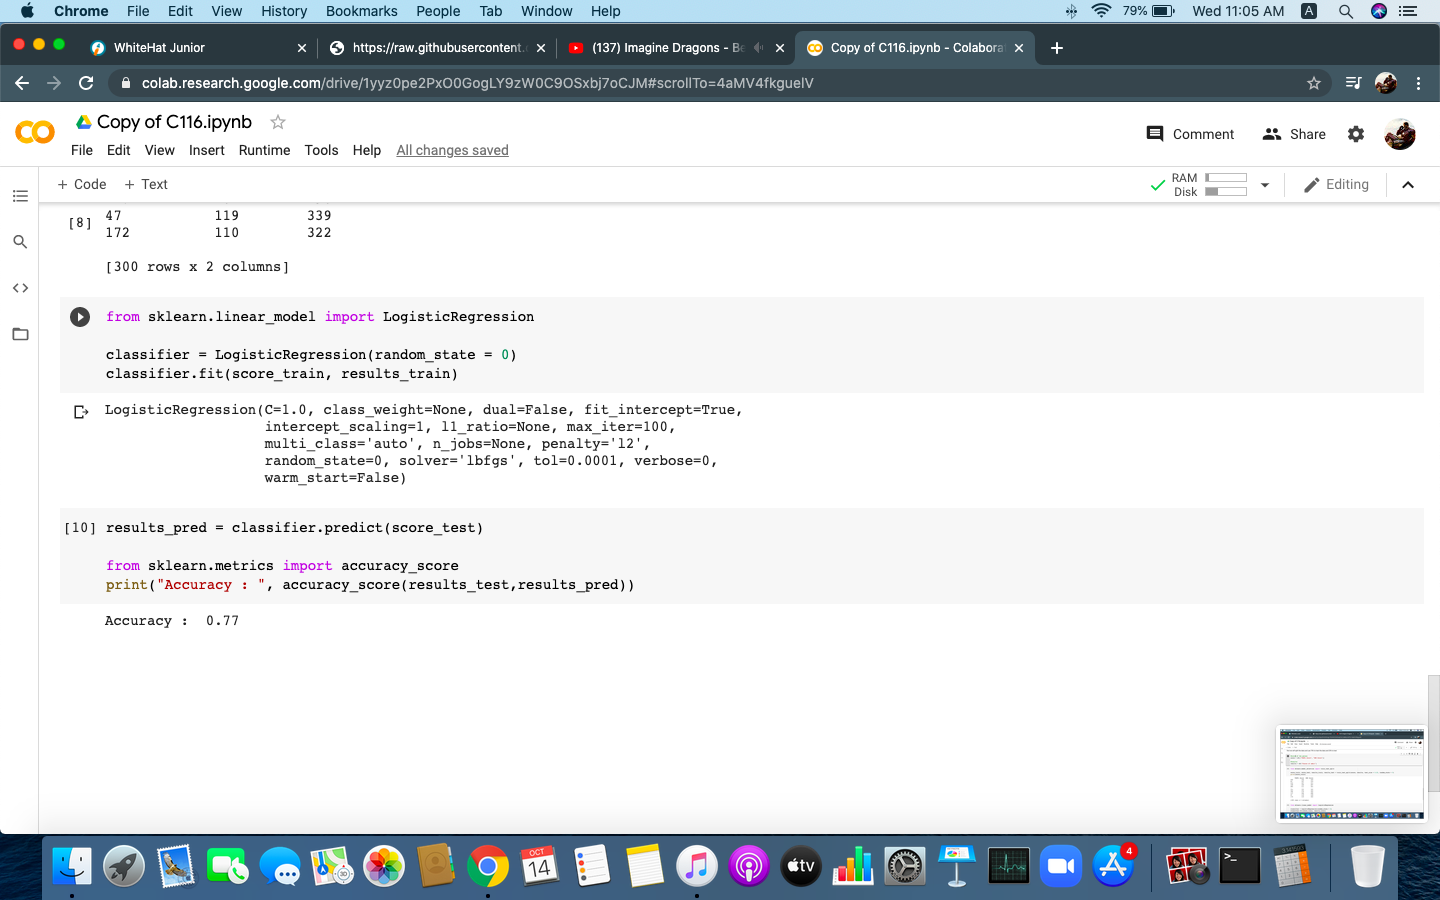 Chrome File Edit View History Bookmarks People Tab Window Help 79% Wed 11:05 AM A
WhiteHat Junior https://raw.githubusercontent. (137) Imagine Dragons - Be Copy of C116.ipynb - Colabora
colab.research.google.com/drive/1yyz0pe2PxO0GogLY9zW0C9OSxbj7oCJM#scrollTo=4aMV4fkguelV
Copy of C116.ipynb
Comment Share
File Edit View Insert Runtime Tools Help All changes saved
+ Code + Text RAM Disk Editing
[8] 47 119 339
172 110 322
[300 rows x 2 columns]
from sklearn.linear_model import LogisticRegression
classifier = LogisticRegression(random_state = 0)
classifier.fit(score_train, results_train)
LogisticRegression(C=1.0, class_weight=None, dual=False, fit_intercept=True,
intercept_scaling=1, l1_ratio=None, max_iter=100,
multi_class='auto', n_jobs=None, penalty='l2',
random_state=0, solver='lbfgs', tol=0.0001, verbose=0,
warm_start=False)
[10] results_pred = classifier.predict(score_test)
from sklearn.metrics import accuracy_score
print("Accuracy : ", accuracy_score(results_test,results_pred))
Accuracy :  0.77
OCT
14
3D
tv
4
>_